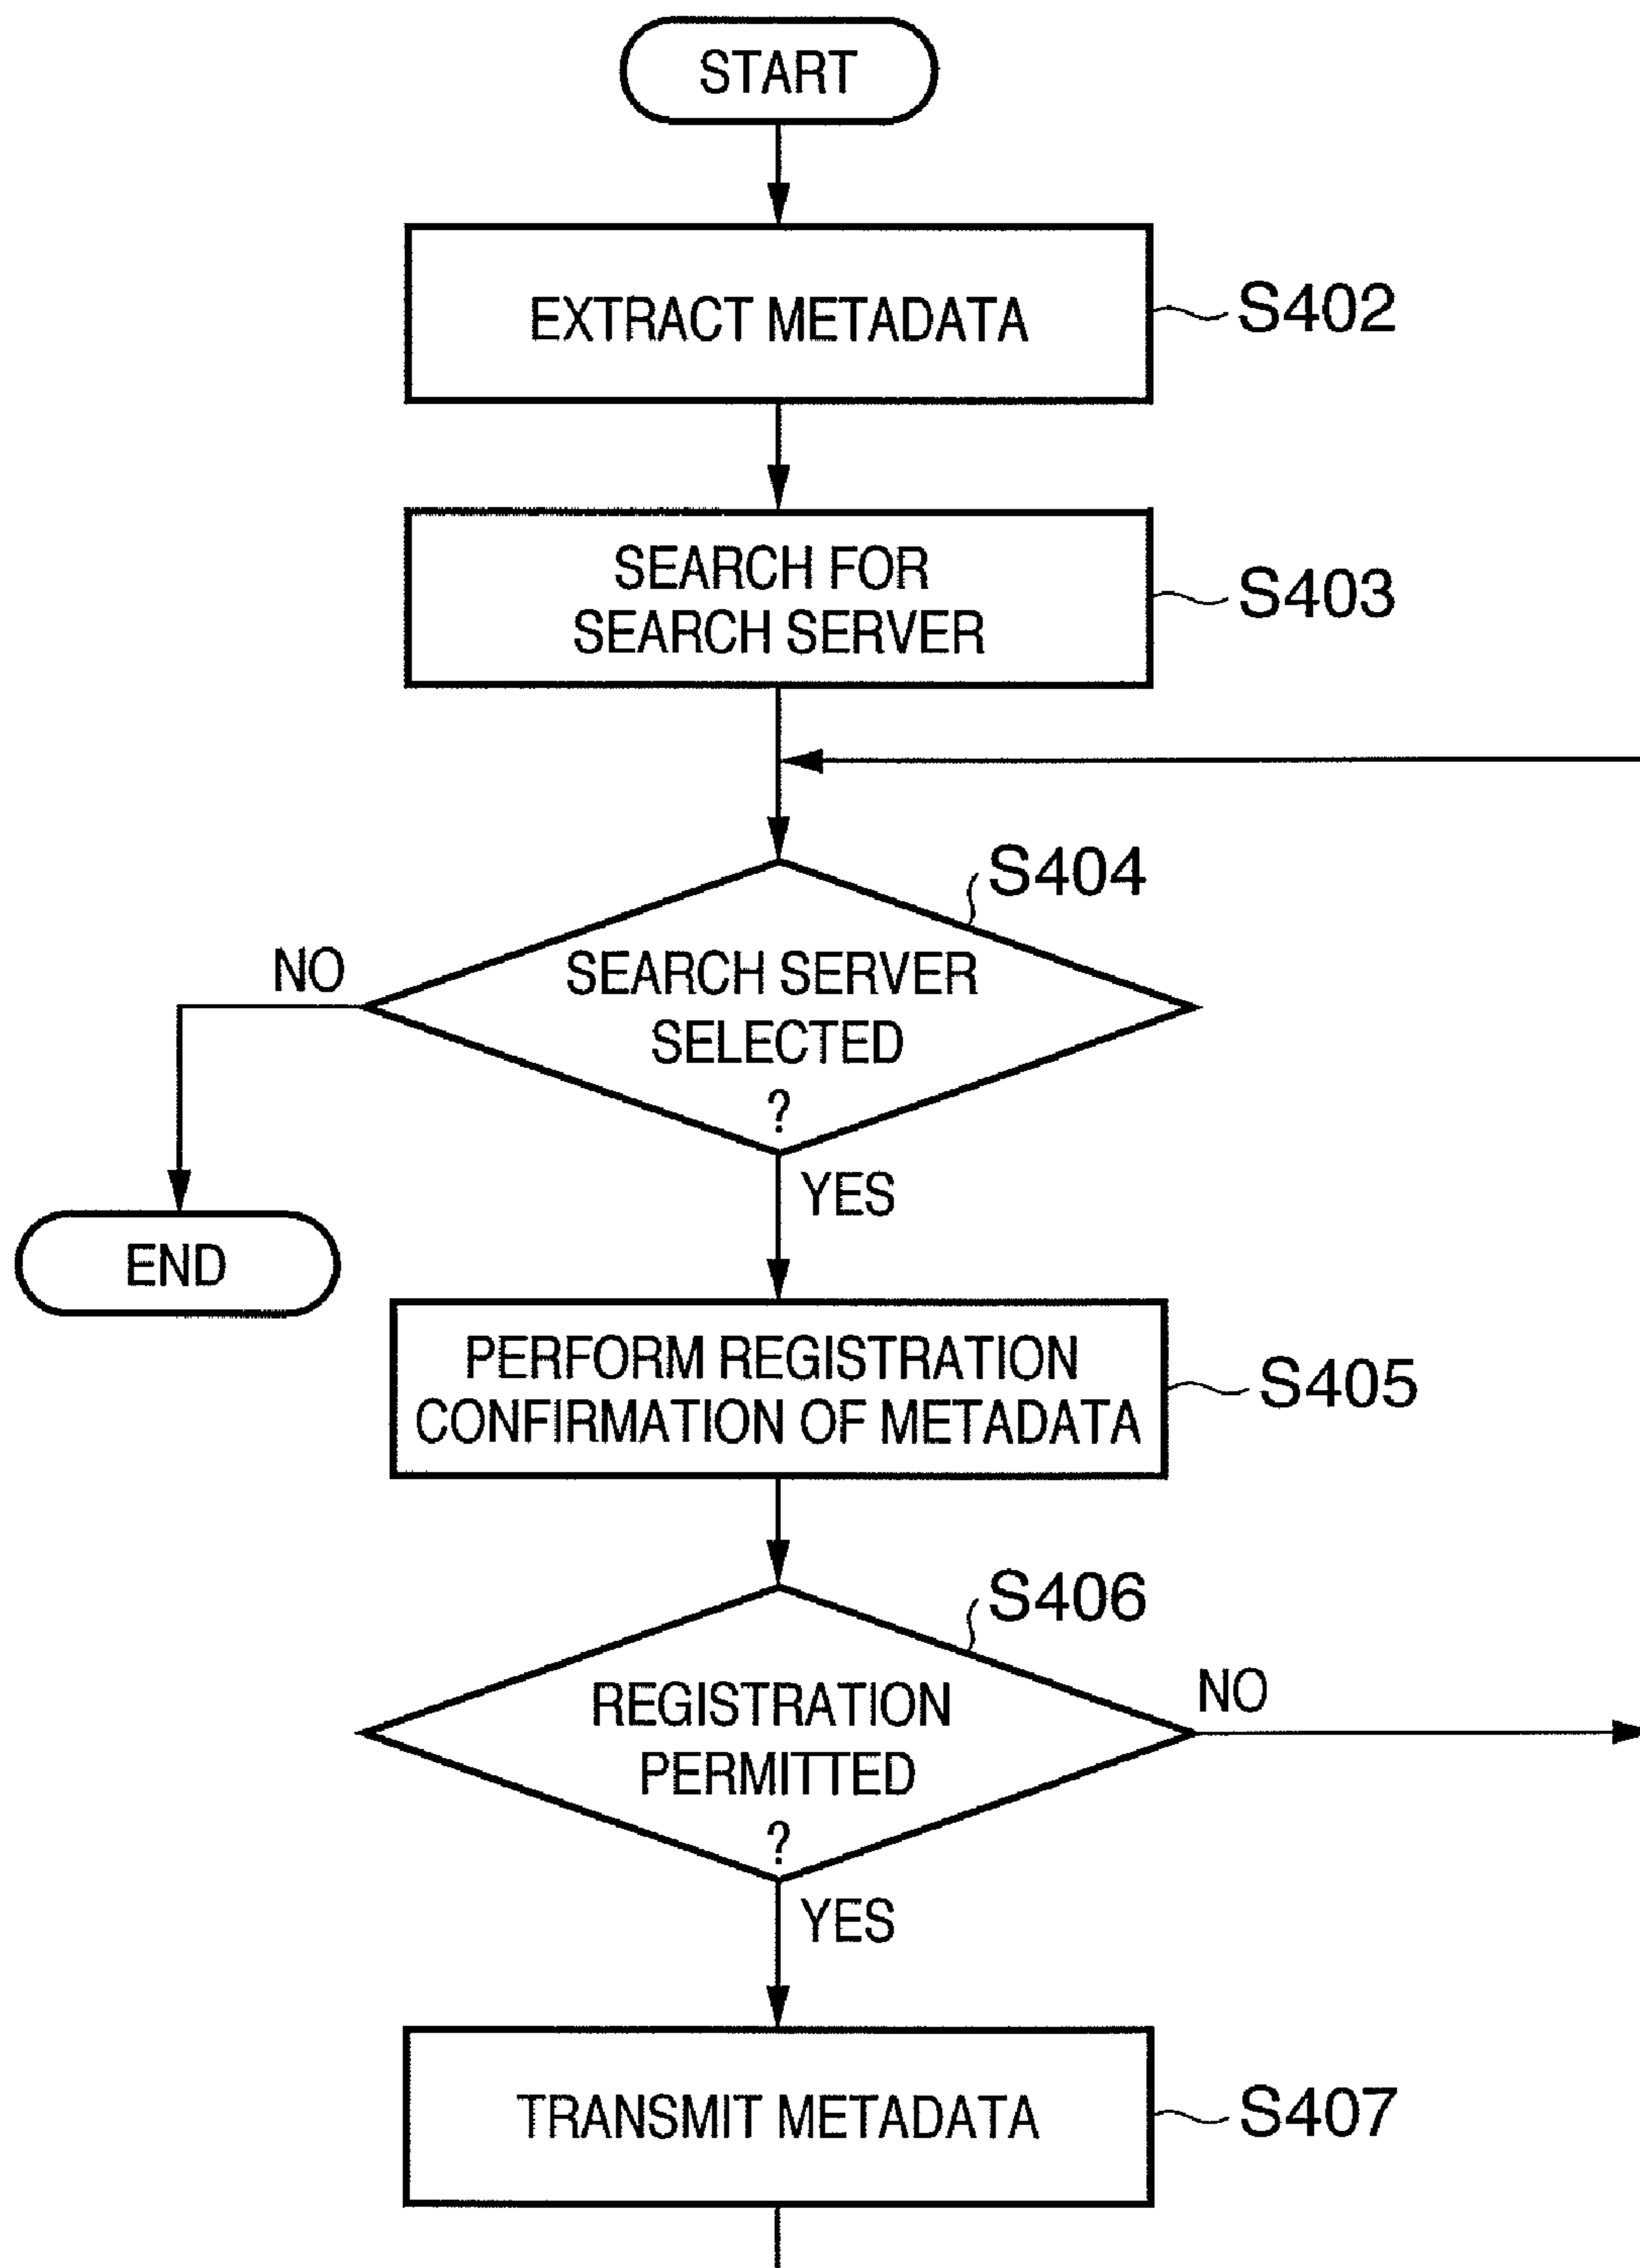 START
EXTRACT METADATA
S402
SEARCH FOR
SEARCH SERVER
S403
S404
NO
SEARCH SERVER
SELECTED
?
YES
END
PERFORM REGISTRATION
CONFIRMATION OF METADATA
S405
S406
REGISTRATION
PERMITTED
?
NO
YES
TRANSMIT METADATA
S407